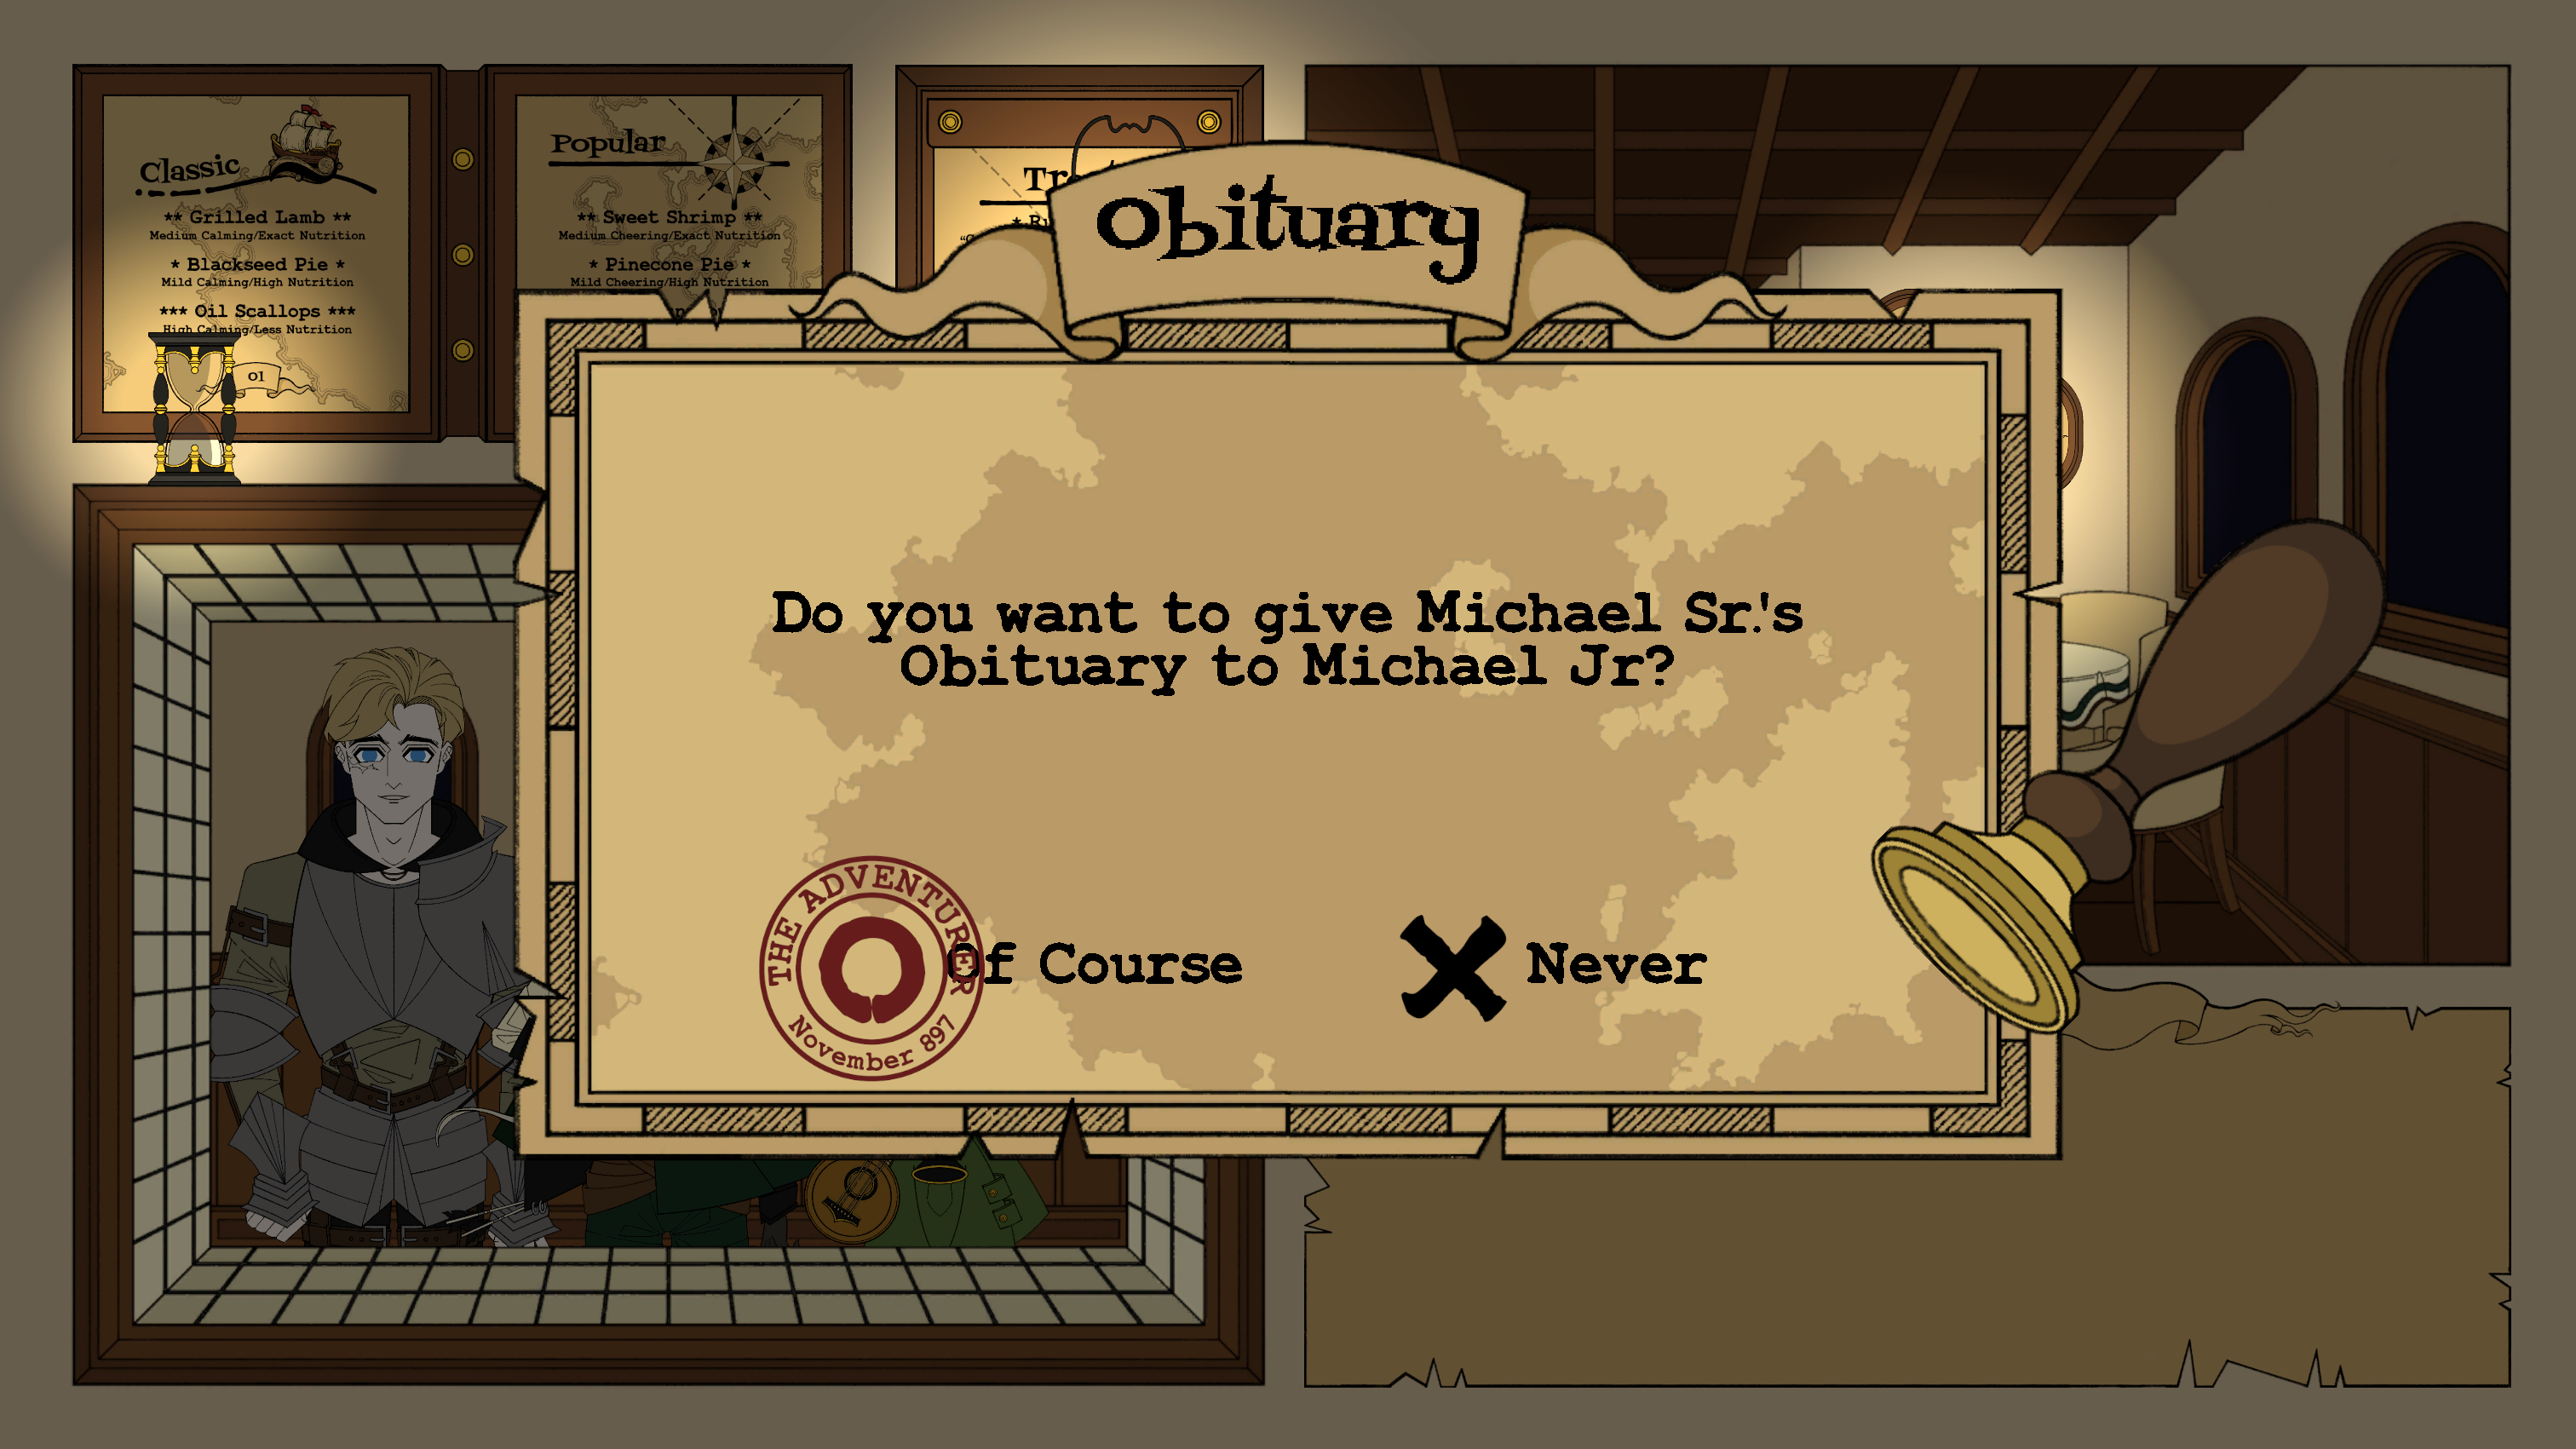 Classic
** Grilled Lamb **
Medium Calming/Exact Nutrition
* Blackseed Pie *
Mild Calming/High Nutrition
*** Oil Scallops ***
High Calming/Less Nutrition
01
Popular
** Sweet Shrimp **
Medium Cheering/Exact Nutrition
* Pinecone Pie *
Mild Cheering/High Nutrition
Obituary
Do you want to give Michael Sr.'s
Obituary to Michael Jr?
THE ADVENTURER
November 897
Of Course
Never